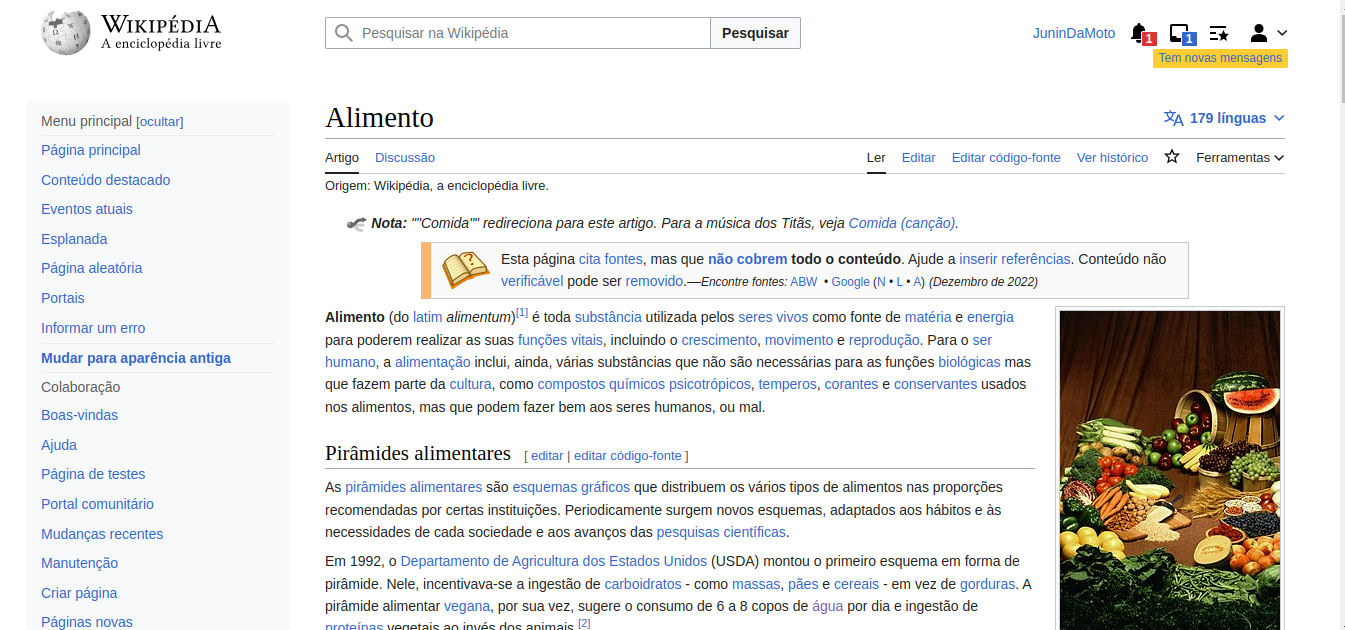 WIKIPÉDIA
A enciclopédia livre
Pesquisar na Wikipédia
Pesquisar
JuninDaMoto
1
1
Tem novas mensagens
Menu principal [ocultar]
Página principal
Conteúdo destacado
Eventos atuais
Esplanada
Página aleatória
Portais
Informar um erro
Mudar para aparência antiga
Colaboração
Boas-vindas
Ajuda
Página de testes
Portal comunitário
Mudanças recentes
Manutenção
Criar página
Páginas novas
Alimento
179 línguas
Artigo Discussão
Ler Editar Editar código-fonte Ver histórico Ferramentas
Origem: Wikipédia, a enciclopédia livre.
Nota: ""Comida"" redireciona para este artigo. Para a música dos Titãs, veja Comida (canção).
Esta página cita fontes, mas que não cobrem todo o conteúdo. Ajude a inserir referências. Conteúdo não
verificável pode ser removido.—Encontre fontes: ABW • Google (N • L • A) (Dezembro de 2022)
Alimento (do latim alimentum)[1] é toda substância utilizada pelos seres vivos como fonte de matéria e energia
para poderem realizar as suas funções vitais, incluindo o crescimento, movimento e reprodução. Para o ser
humano, a alimentação inclui, ainda, várias substâncias que não são necessárias para as funções biológicas mas
que fazem parte da cultura, como compostos químicos psicotrópicos, temperos, corantes e conservantes usados
nos alimentos, mas que podem fazer bem aos seres humanos, ou mal.
Pirâmides alimentares [ editar | editar código-fonte ]
As pirâmides alimentares são esquemas gráficos que distribuem os vários tipos de alimentos nas proporções
recomendadas por certas instituições. Periodicamente surgem novos esquemas, adaptados aos hábitos e às
necessidades de cada sociedade e aos avanços das pesquisas científicas.
Em 1992, o Departamento de Agricultura dos Estados Unidos (USDA) montou o primeiro esquema em forma de
pirâmide. Nele, incentivava-se a ingestão de carboidratos - como massas, pães e cereais - em vez de gorduras. A
pirâmide alimentar vegana, por sua vez, sugere o consumo de 6 a 8 copos de água por dia e ingestão de
proteínas vegetais ao invés dos animais.[2]